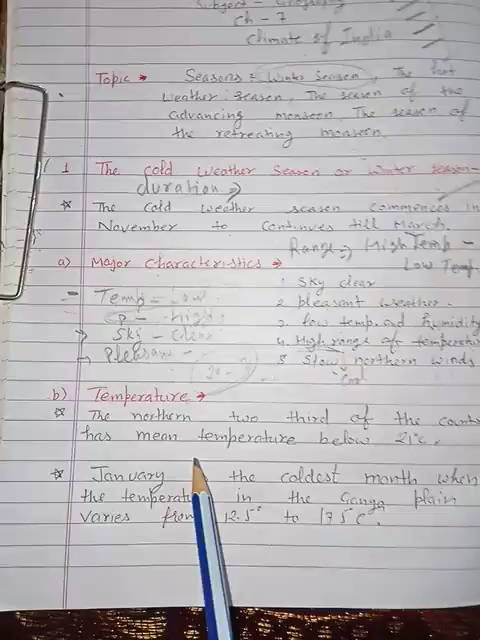 Subject - Geography
Ch - 7
Climate of India
Topic → Seasons: Winter season, The hot
weather season, The season of the
advancing monsoon, The season of
the retreating monsoon.
1 The cold weather Season or Winter season-
duration →
☆ The Cold weather season commences in
November to continues till March.
Range → High Temp -
Low Temp.
a) Major Characteristics →
1. Sky clear
- Temp - Low
2. pleasant weather.
CP - High
3. low temp. and humidity
→ Sky - Clear
4. High range of temperature
→ Pleasan -
5. Slow northern winds
b) Temperature →
☆ The northern two third of the count
has mean temperature below 21°c.
☆ January the coldest month when
the temperatu in the Ganga plain
varies from 12.5° to 17.5°C.